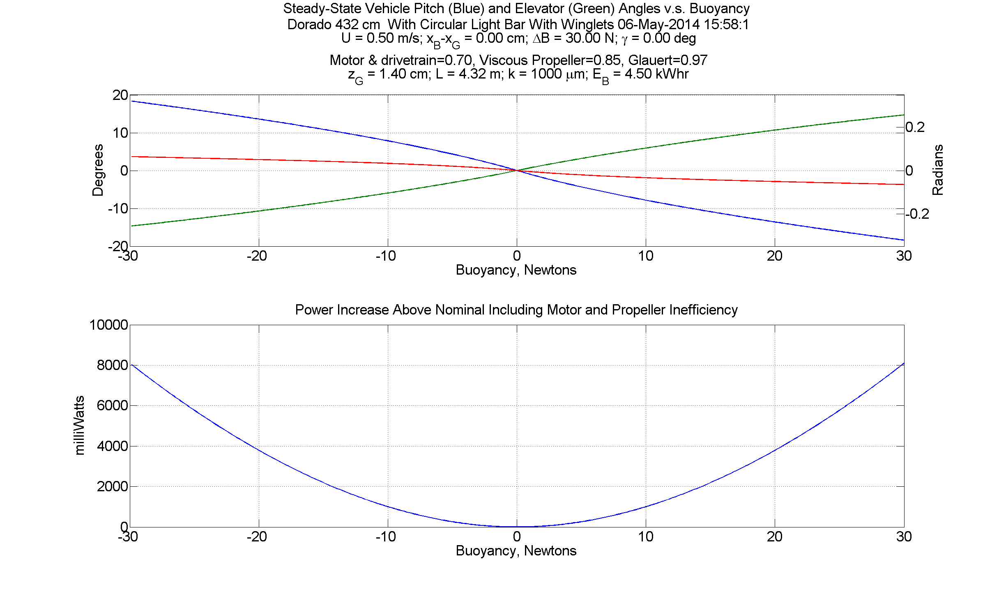 Steady-State Vehicle Pitch (Blue) and Elevator (Green) Angles v.s. Buoyancy
Dorado 432 cm  With Circular Light Bar With Winglets 06-May-2014 15:58:1
U = 0.50 m/s; x_B-x_G = 0.00 cm; ΔB = 30.00 N; γ = 0.00 deg
Motor & drivetrain=0.70, Viscous Propeller=0.85, Glauert=0.97
z_G = 1.40 cm; L = 4.32 m; k = 1000 μm; E_B = 4.50 kWhr
20
10
0
-10
-20
Degrees
0.2
0
-0.2
Radians
-30 -20 -10 0 10 20 30
Buoyancy, Newtons
Power Increase Above Nominal Including Motor and Propeller Inefficiency
10000
8000
6000
4000
2000
0
milliWatts
-30 -20 -10 0 10 20 30
Buoyancy, Newtons